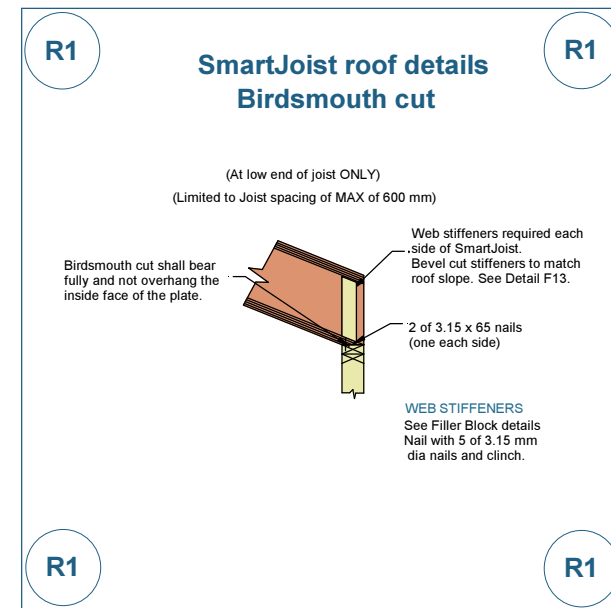 R1
R1
SmartJoist roof details
Birdsmouth cut
(At low end of joist ONLY)
(Limited to Joist spacing of MAX of 600 mm)
Birdsmouth cut shall bear
fully and not overhang the
inside face of the plate.
Web stiffeners required each
side of SmartJoist.
Bevel cut stiffeners to match
roof slope. See Detail F13.
2 of 3.15 x 65 nails
(one each side)
WEB STIFFENERS
See Filler Block details
Nail with 5 of 3.15 mm
dia nails and clinch.
R1
R1